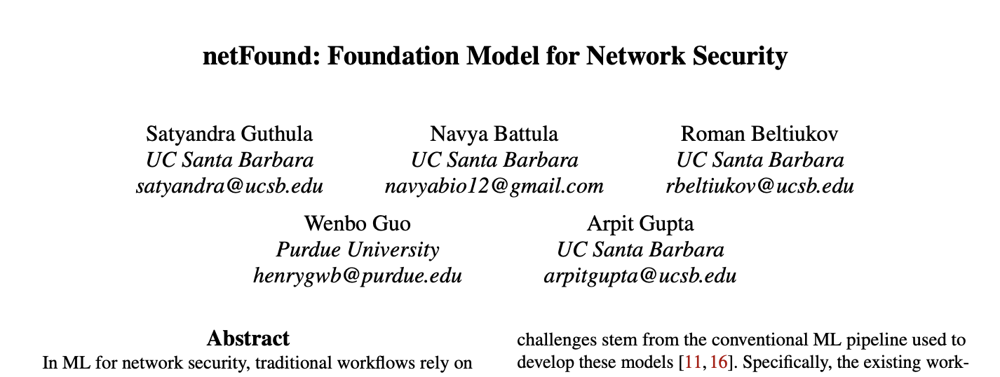 netFound: Foundation Model for Network Security
Satyandra Guthula
UC Santa Barbara
satyandra@ucsb.edu
Navya Battula
UC Santa Barbara
navyabio12@gmail.com
Roman Beltiukov
UC Santa Barbara
rbeltiukov@ucsb.edu
Wenbo Guo
Purdue University
henrygwb@purdue.edu
Arpit Gupta
UC Santa Barbara
arpitgupta@ucsb.edu
Abstract
In ML for network security, traditional workflows rely on
challenges stem from the conventional ML pipeline used to
develop these models [11, 16]. Specifically, the existing work-